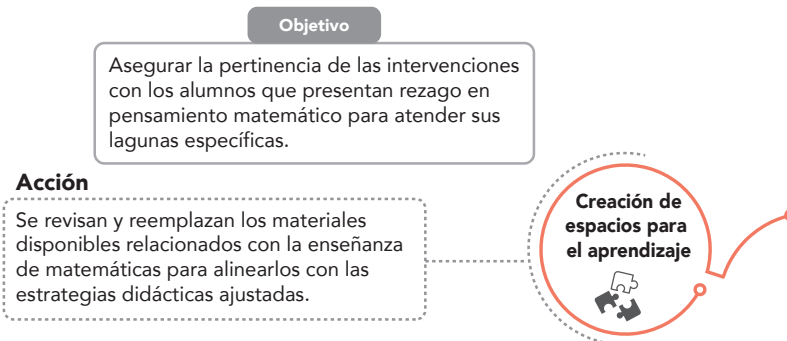 Objetivo
Asegurar la pertinencia de las intervenciones
con los alumnos que presentan rezago en
pensamiento matemático para atender sus
lagunas específicas.
Acción
Se revisan y reemplazan los materiales
disponibles relacionados con la enseñanza
de matemáticas para alinearlos con las
estrategias didácticas ajustadas.
Creación de
espacios para
el aprendizaje